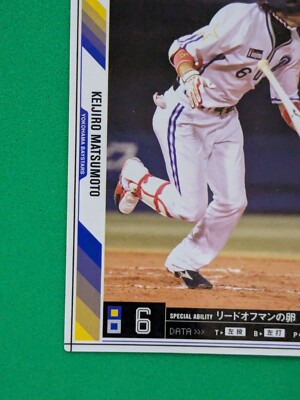 KEIJIRO MATSUMOTO
YOKOHAMA BAYSTARS
6
6
SPECIAL ABILITY リードオフマンの卵
DATA>>> T▶ 左投 B▶ 左打 P▶